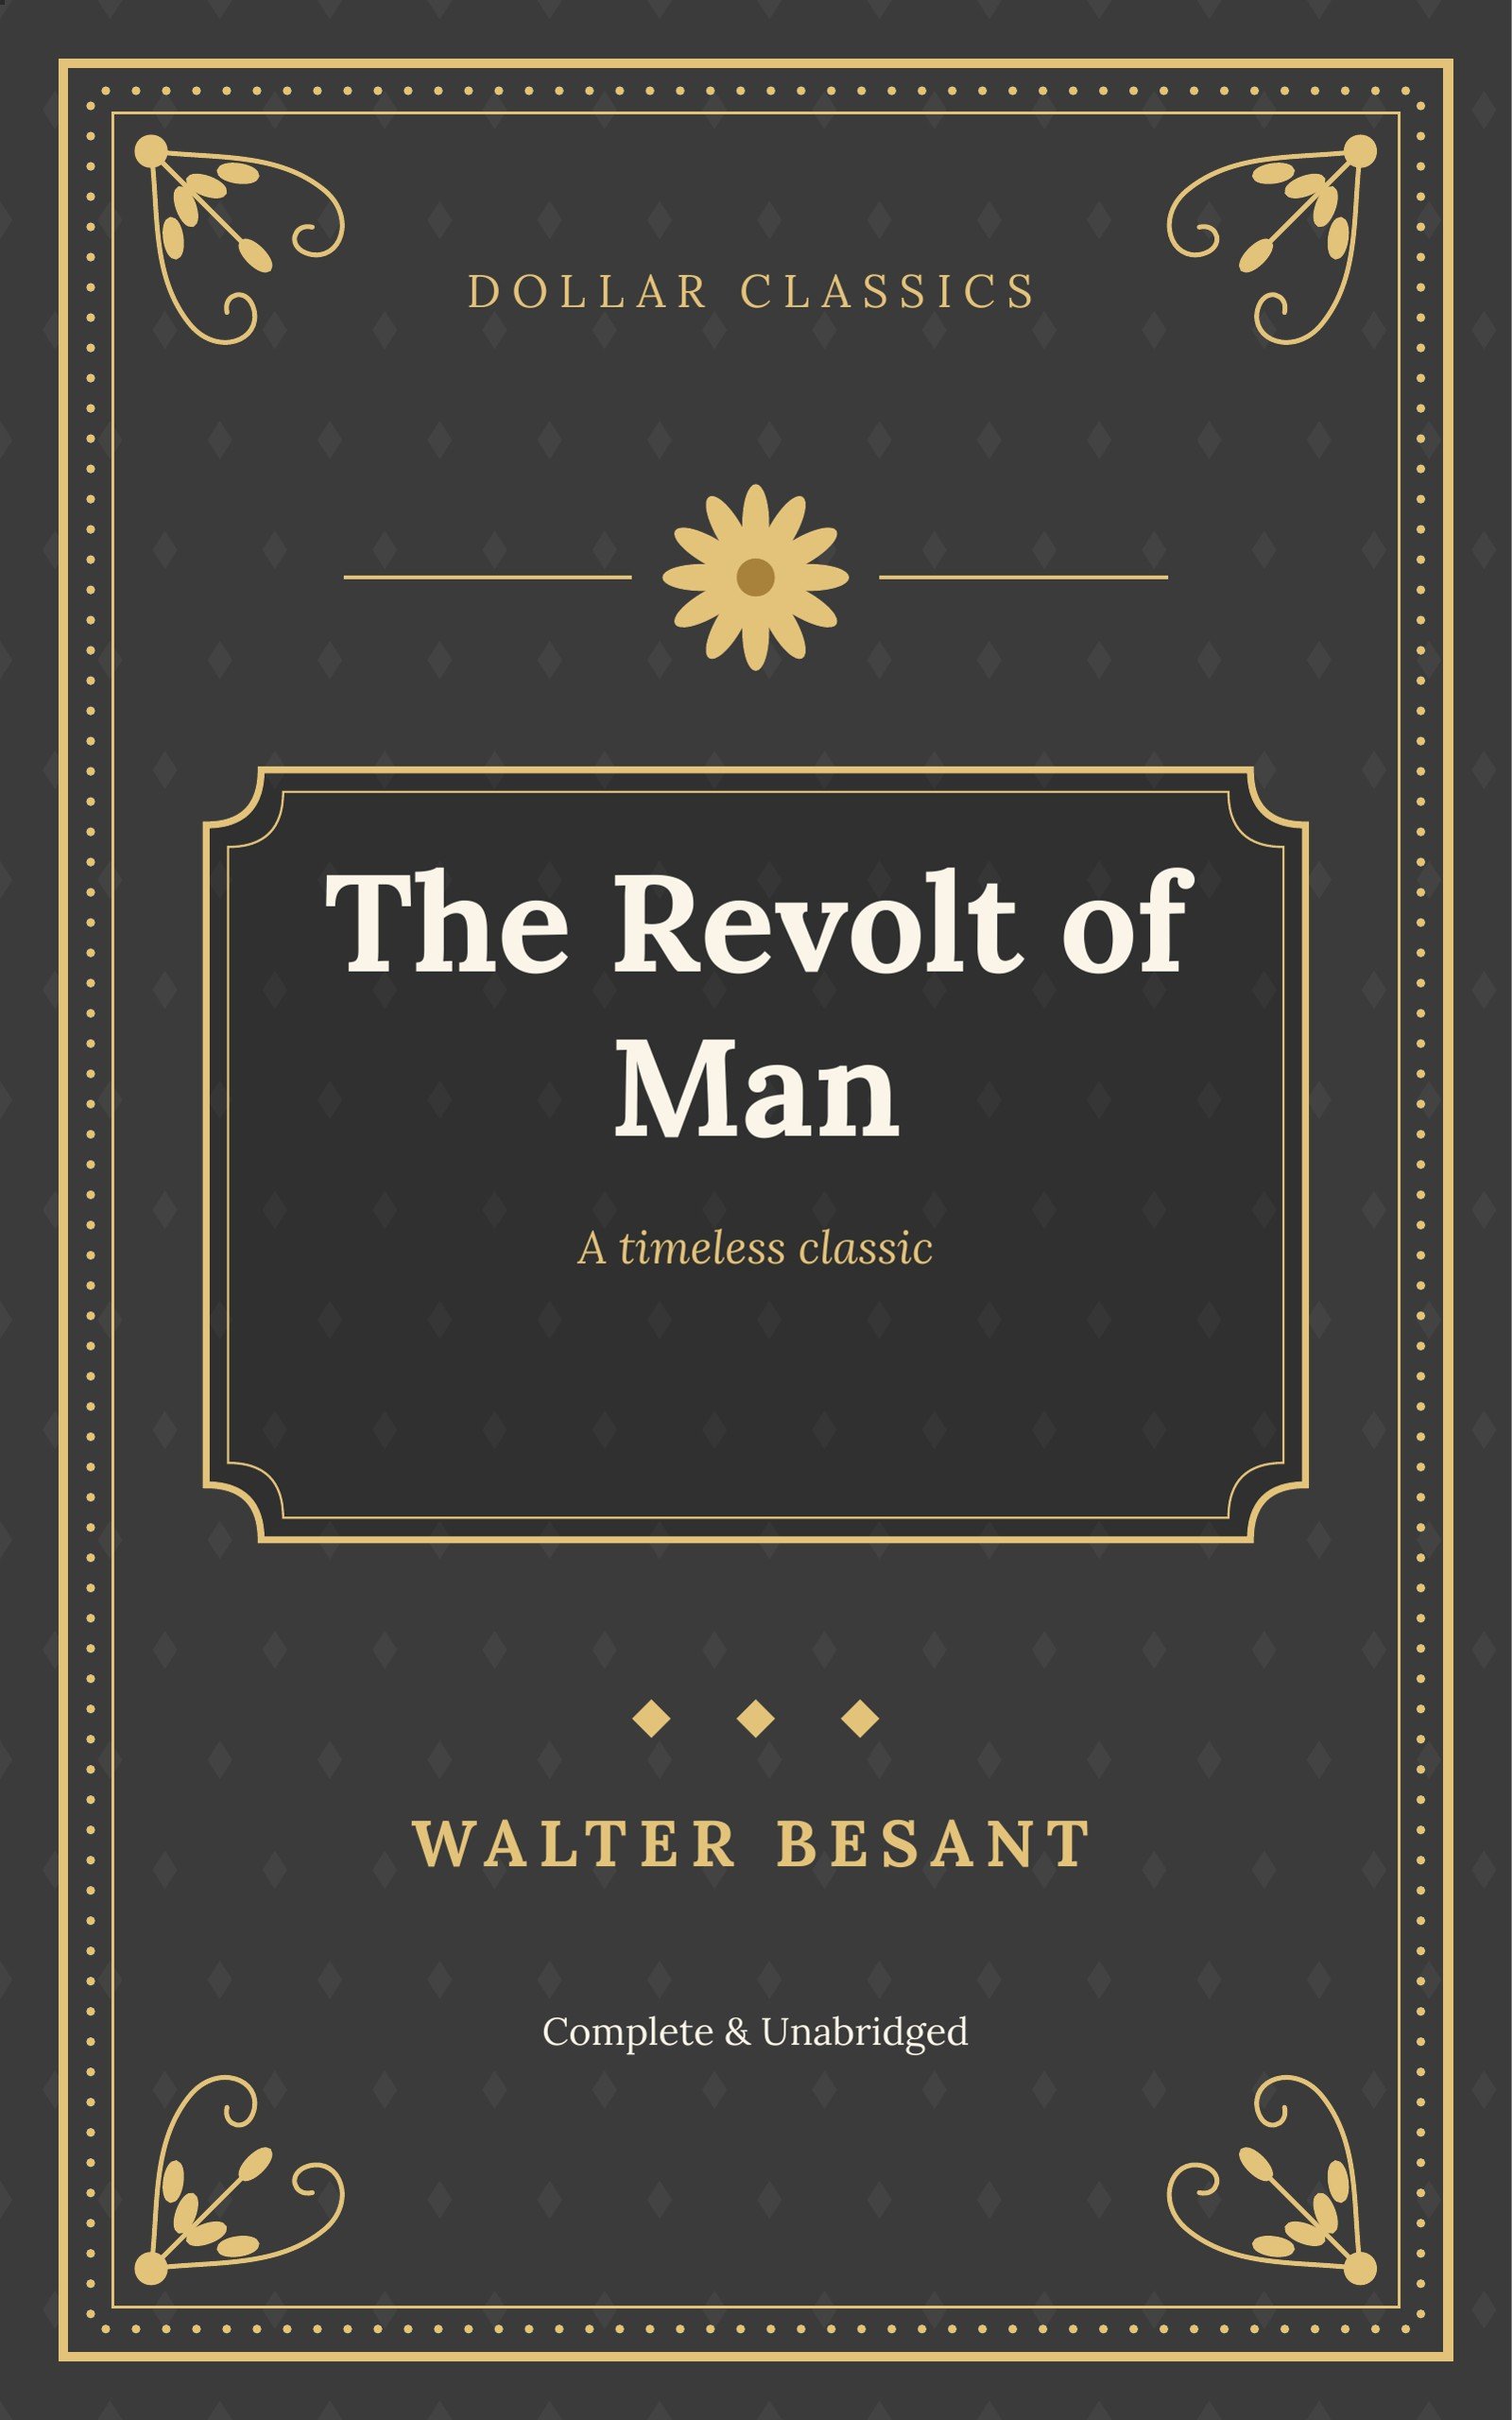 DOLLAR CLASSICS
The Revolt of
Man
A timeless classic
WALTER BESANT
Complete & Unabridged